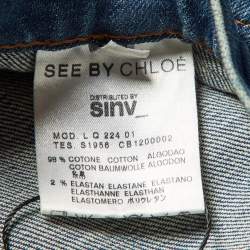 SEE BY CHLOÉ
DISTRIBUTED BY
SINV_
MOD. L Q 224 01
TES. S1956 CB1200002
98 % COTONE COTTON ALGODAO
COTON BAUMWOLLE ALGODON
2 % ELASTAN ELASTANE ELASTANO
ELASTHANNE ELASTHAN
ELASTOMERO ポリウレタン